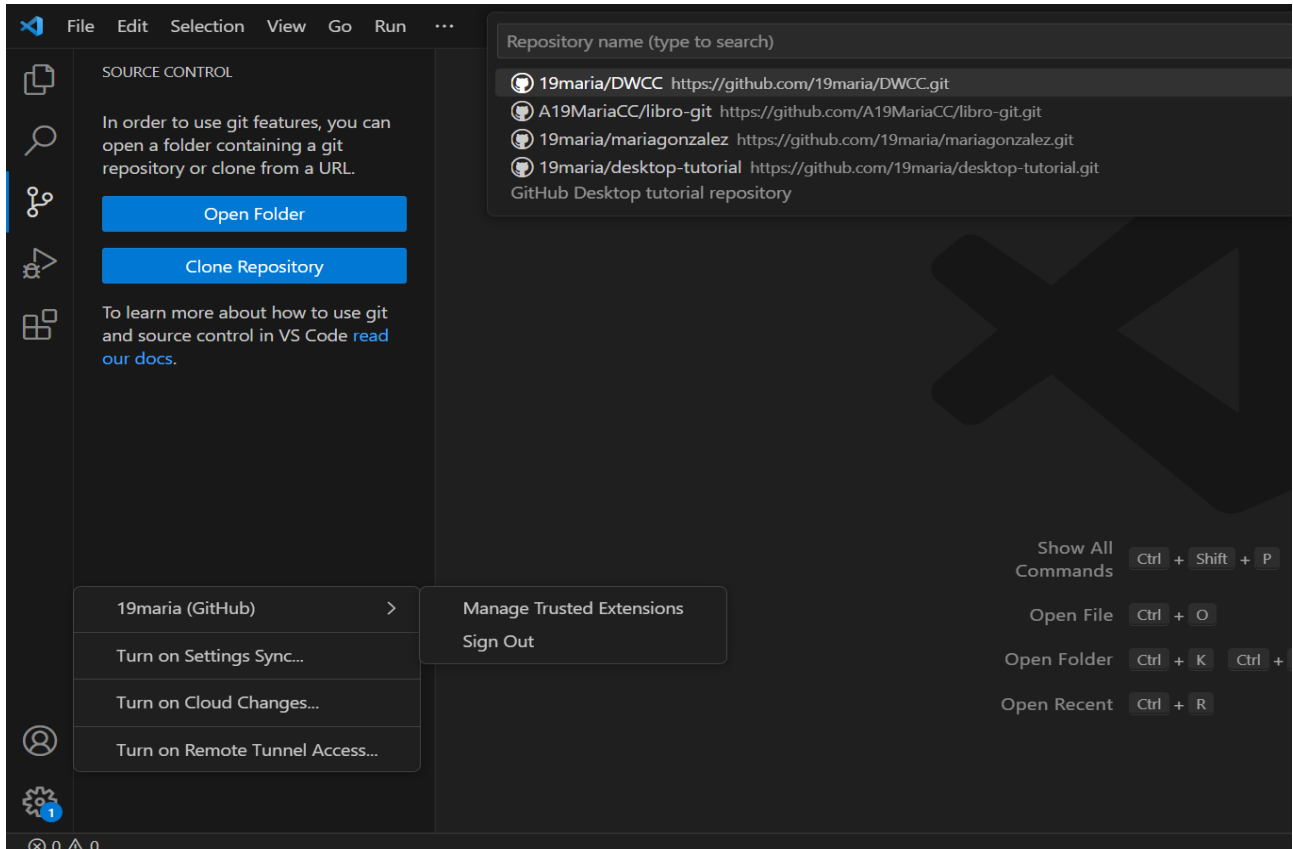 File Edit Selection View Go Run ···
SOURCE CONTROL
In order to use git features, you can
open a folder containing a git
repository or clone from a URL.
Open Folder
Clone Repository
To learn more about how to use git
and source control in VS Code read
our docs.
Repository name (type to search)
19maria/DWCC https://github.com/19maria/DWCC.git
A19MariaCC/libro-git https://github.com/A19MariaCC/libro-git.git
19maria/mariagonzalez https://github.com/19maria/mariagonzalez.git
19maria/desktop-tutorial https://github.com/19maria/desktop-tutorial.git
GitHub Desktop tutorial repository
Show All Ctrl + Shift + P
Commands
Open File Ctrl + O
Open Folder Ctrl + K Ctrl +
Open Recent Ctrl + R
19maria (GitHub)
Turn on Settings Sync...
Turn on Cloud Changes...
Turn on Remote Tunnel Access...
Manage Trusted Extensions
Sign Out
1
0 0